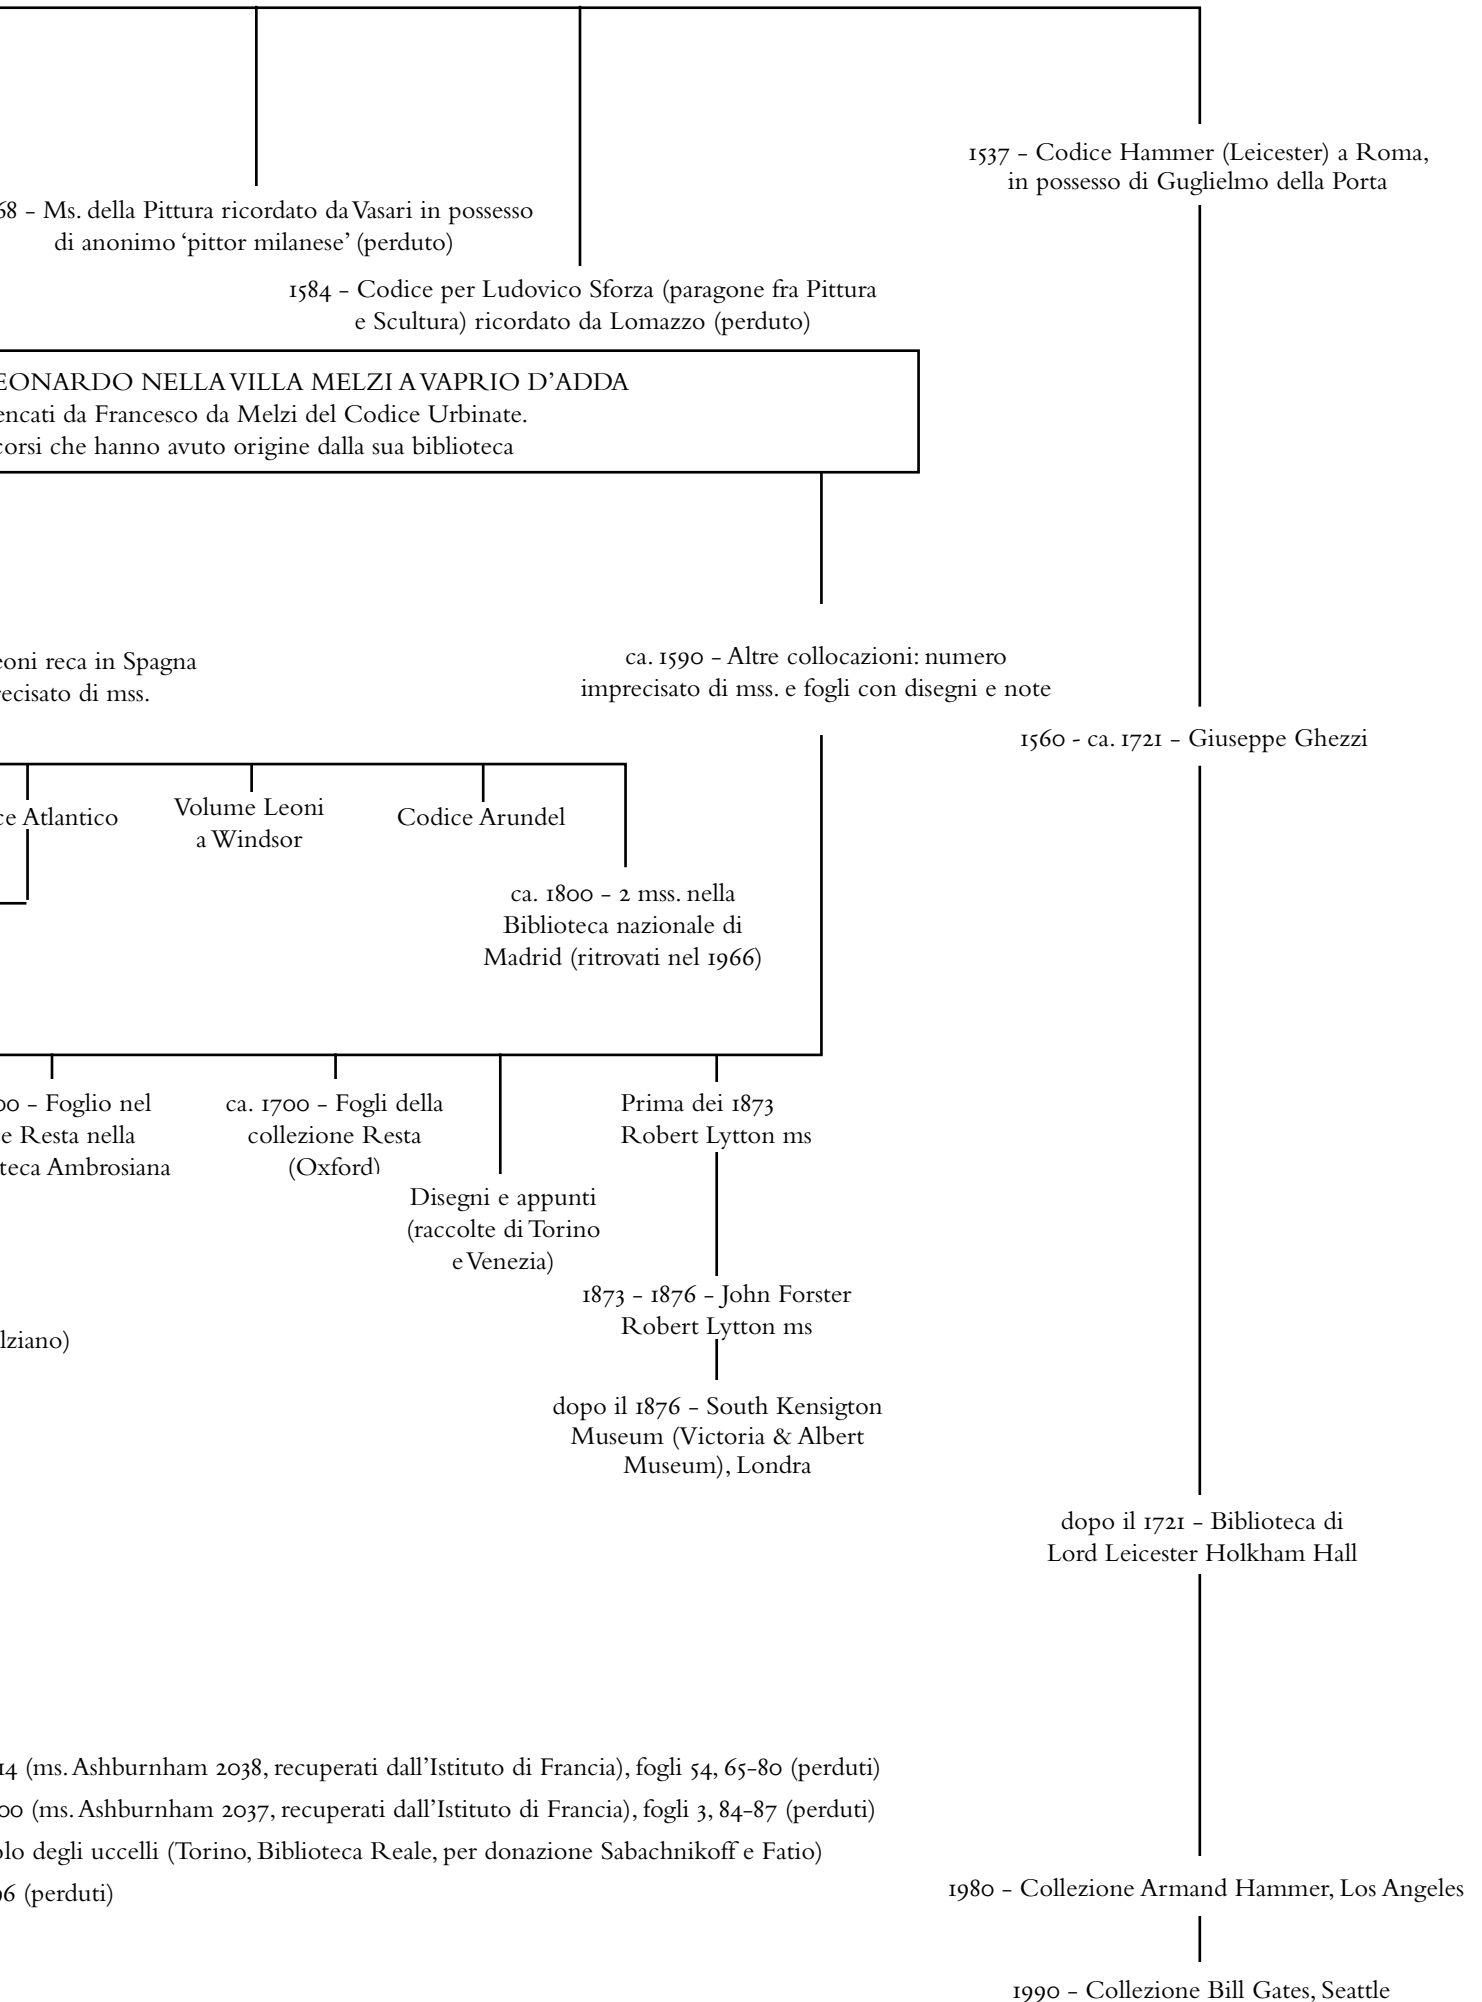 1537 - Codice Hammer (Leicester) a Roma,
in possesso di Guglielmo della Porta
68 - Ms. della Pittura ricordato da Vasari in possesso
di anonimo ‘pittor milanese’ (perduto)
1584 - Codice per Ludovico Sforza (paragone fra Pittura
e Scultura) ricordato da Lomazzo (perduto)
EONARDO NELLA VILLA MELZI A VAPRIO D’ADDA
encati da Francesco da Melzi del Codice Urbinate.
corsi che hanno avuto origine dalla sua biblioteca
eoni reca in Spagna
recisato di mss.
ca. 1590 - Altre collocazioni: numero
imprecisato di mss. e fogli con disegni e note
1560 - ca. 1721 - Giuseppe Ghezzi
ce Atlantico
Volume Leoni
a Windsor
Codice Arundel
ca. 1800 - 2 mss. nella
Biblioteca nazionale di
Madrid (ritrovati nel 1966)
00 - Foglio nel
e Resta nella
teca Ambrosiana
ca. 1700 - Fogli della
collezione Resta
(Oxford)
Disegni e appunti
(raccolte di Torino
e Venezia)
Prima dei 1873
Robert Lytton ms
1873 - 1876 - John Forster
Robert Lytton ms
lziano)
dopo il 1876 - South Kensigton
Museum (Victoria & Albert
Museum), Londra
dopo il 1721 - Biblioteca di
Lord Leicester Holkham Hall
14 (ms. Ashburnham 2038, recuperati dall’Istituto di Francia), fogli 54, 65-80 (perduti)
00 (ms. Ashburnham 2037, recuperati dall’Istituto di Francia), fogli 3, 84-87 (perduti)
olo degli uccelli (Torino, Biblioteca Reale, per donazione Sabachnikoff e Fatio)
96 (perduti)
1980 - Collezione Armand Hammer, Los Angeles
1990 - Collezione Bill Gates, Seattle